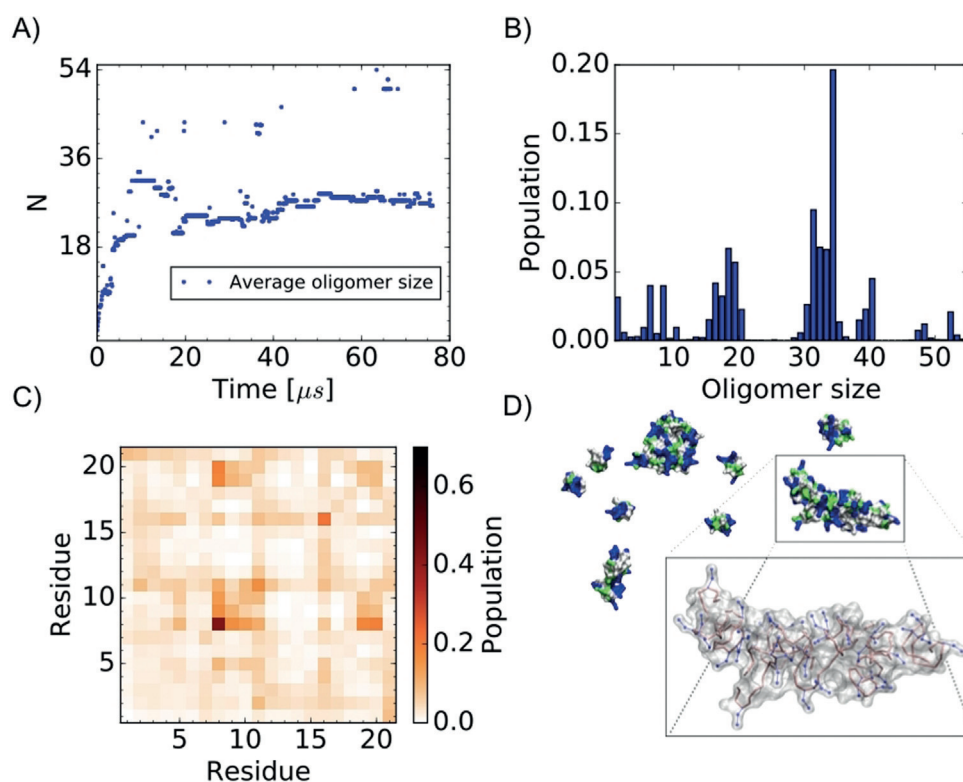 A)
54
36
18
N
Average oligomer size
0 20 40 60 80
Time [μs]
B)
0.20
0.15
0.10
0.05
0.00
Population
10 20 30 40 50
Oligomer size
C)
20
15
10
5
Residue
5 10 15 20
Residue
0.6
0.4
0.2
0.0
Population
D)